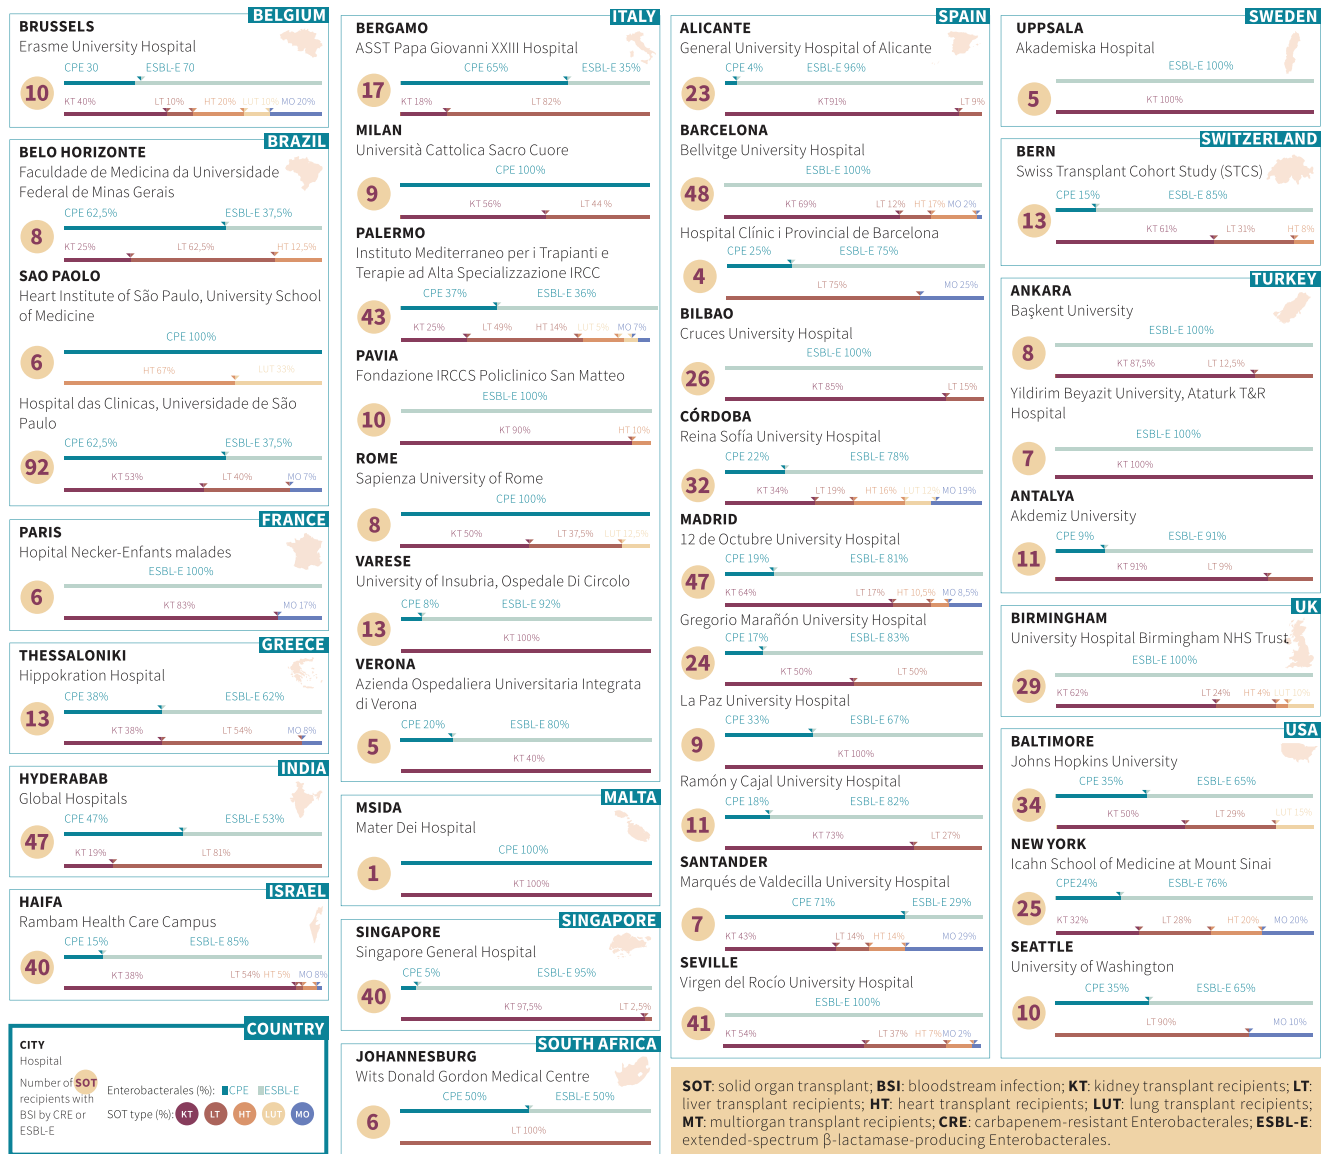 BELGIUM
BRUSSELS
Erasme University Hospital
CPE 30 ESBL-E 70
10
KT 40% LT 10% HT 20% LUT 10% MO 20%
BRAZIL
BELO HORIZONTE
Faculdade de Medicina da Universidade
Federal de Minas Gerais
CPE 62,5% ESBL-E 37,5%
8
KT 25% LT 62,5% HT 12,5%
SAO PAOLO
Heart Institute of São Paulo, University School
of Medicine
CPE 100%
6
HT 67% LUT 33%
Hospital das Clinicas, Universidade de São
Paulo
CPE 62,5% ESBL-E 37,5%
92
KT 53% LT 40% MO 7%
FRANCE
PARIS
Hopital Necker-Enfants malades
ESBL-E 100%
6
KT 83% MO 17%
GREECE
THESSALONIKI
Hippokration Hospital
CPE 38% ESBL-E 62%
13
KT 38% LT 54% MO 8%
INDIA
HYDERABAB
Global Hospitals
CPE 47% ESBL-E 53%
47
KT 19% LT 81%
ISRAEL
HAIFA
Rambam Health Care Campus
CPE 15% ESBL-E 85%
40
KT 38% LT 54% HT 5% MO 8%
COUNTRY
CITY
Hospital
Number of SOT
recipients with
BSI by CRE or
ESBL-E
Enterobacterales (%): CPE ESBL-E
SOT type (%): KT LT HT LUT MO
ITALY
BERGAMO
ASST Papa Giovanni XXIII Hospital
CPE 65% ESBL-E 35%
17
KT 18% LT 82%
MILAN
Università Cattolica Sacro Cuore
CPE 100%
9
KT 56% LT 44 %
PALERMO
Instituto Mediterraneo per i Trapianti e
Terapie ad Alta Specializzazione IRCC
CPE 37% ESBL-E 36%
43
KT 25% LT 49% HT 14% LUT 5% MO 7%
PAVIA
Fondazione IRCCS Policlinico San Matteo
ESBL-E 100%
10
KT 90% HT 10%
ROME
Sapienza University of Rome
CPE 100%
8
KT 50% LT 37,5% LUT 12,5%
VARESE
University of Insubria, Ospedale Di Circolo
CPE 8% ESBL-E 92%
13
KT 100%
VERONA
Azienda Ospedaliera Universitaria Integrata
di Verona
CPE 20% ESBL-E 80%
5
KT 40%
MALTA
MSIDA
Mater Dei Hospital
CPE 100%
1
KT 100%
SINGAPORE
SINGAPORE
Singapore General Hospital
CPE 5% ESBL-E 95%
40
KT 97,5% LT 2,5%
SOUTH AFRICA
JOHANNESBURG
Wits Donald Gordon Medical Centre
CPE 50% ESBL-E 50%
6
LT 100%
SPAIN
ALICANTE
General University Hospital of Alicante
CPE 4% ESBL-E 96%
23
KT91% LT 9%
BARCELONA
Bellvitge University Hospital
ESBL-E 100%
48
KT 69% LT 12% HT 17% MO 2%
Hospital Clínic i Provincial de Barcelona
CPE 25% ESBL-E 75%
4
LT 75% MO 25%
BILBAO
Cruces University Hospital
ESBL-E 100%
26
KT 85% LT 15%
CÓRDOBA
Reina Sofía University Hospital
CPE 22% ESBL-E 78%
32
KT 34% LT 19% HT 16% LUT 12% MO 19%
MADRID
12 de Octubre University Hospital
CPE 19% ESBL-E 81%
47
KT 64% LT 17% HT 10,5% MO 8,5%
Gregorio Marañón University Hospital
CPE 17% ESBL-E 83%
24
KT 50% LT 50%
La Paz University Hospital
CPE 33% ESBL-E 67%
9
KT 100%
Ramón y Cajal University Hospital
CPE 18% ESBL-E 82%
11
KT 73% LT 27%
SANTANDER
Marqués de Valdecilla University Hospital
CPE 71% ESBL-E 29%
7
KT 43% LT 14% HT 14% MO 29%
SEVILLE
Virgen del Rocío University Hospital
ESBL-E 100%
41
KT 54% LT 37% HT 7% MO 2%
SWEDEN
UPPSALA
Akademiska Hospital
ESBL-E 100%
5
KT 100%
SWITZERLAND
BERN
Swiss Transplant Cohort Study (STCS)
CPE 15% ESBL-E 85%
13
KT 61% LT 31% HT 8%
TURKEY
ANKARA
Başkent University
ESBL-E 100%
8
KT 87,5% LT 12,5%
Yildirim Beyazit University, Ataturk T&R
Hospital
ESBL-E 100%
7
KT 100%
ANTALYA
Akdemiz University
CPE 9% ESBL-E 91%
11
KT 91% LT 9%
UK
BIRMINGHAM
University Hospital Birmingham NHS Trust
ESBL-E 100%
29
KT 62% LT 24% HT 4% LUT 10%
USA
BALTIMORE
Johns Hopkins University
CPE 35% ESBL-E 65%
34
KT 50% LT 29% LUT 15%
NEW YORK
Icahn School of Medicine at Mount Sinai
CPE24% ESBL-E 76%
25
KT 32% LT 28% HT 20% MO 20%
SEATTLE
University of Washington
CPE 35% ESBL-E 65%
10
LT 90% MO 10%
SOT: solid organ transplant; BSI: bloodstream infection; KT: kidney transplant recipients; LT:
liver transplant recipients; HT: heart transplant recipients; LUT: lung transplant recipients;
MT: multiorgan transplant recipients; CRE: carbapenem-resistant Enterobacterales; ESBL-E:
extended-spectrum β-lactamase-producing Enterobacterales.